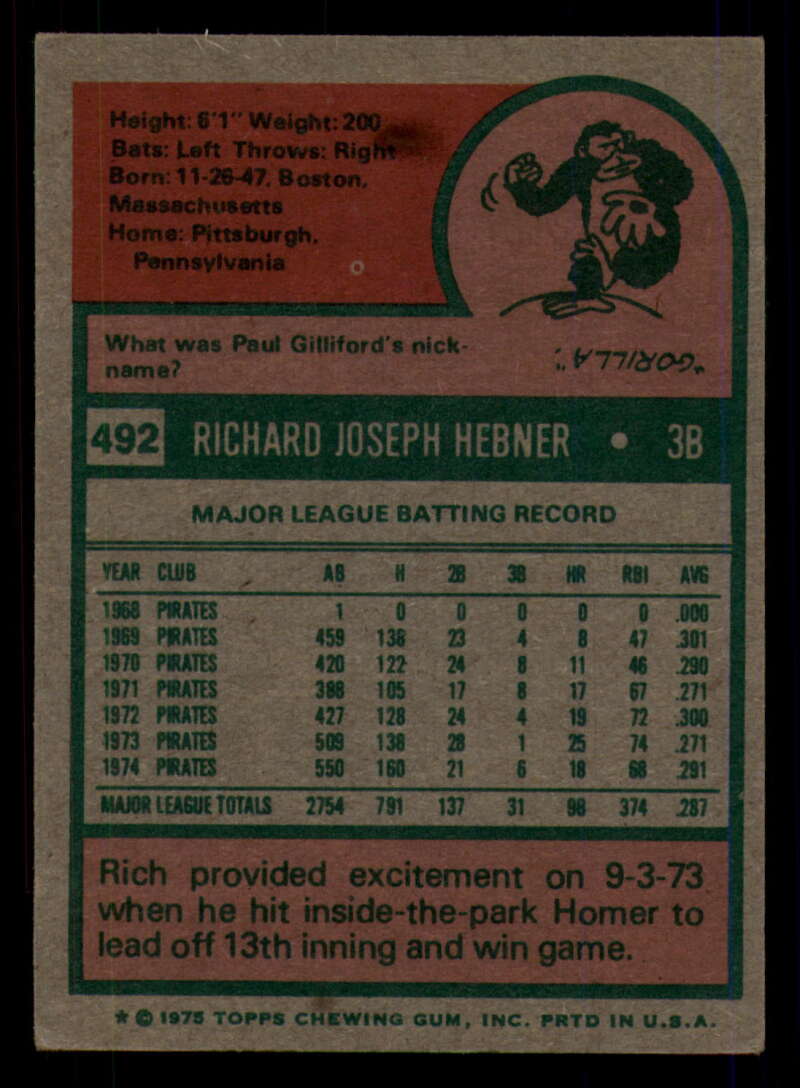 Height: 6'1" Weight: 200
Bats: Left Throws: Right
Born: 11-26-47, Boston,
Massachusetts
Home: Pittsburgh,
Pennsylvania
What was Paul Gilliford's nick-
name?
"GORILLA".
492 RICHARD JOSEPH HEBNER • 3B
MAJOR LEAGUE BATTING RECORD
YEAR CLUB AB H 2B 3B HR RBI AVG
1968 PIRATES 1 0 0 0 0 0 .000
1969 PIRATES 459 138 23 4 8 47 .301
1970 PIRATES 420 122 24 8 11 46 .290
1971 PIRATES 388 105 17 8 17 67 .271
1972 PIRATES 427 128 24 4 19 72 .300
1973 PIRATES 509 138 28 1 25 74 .271
1974 PIRATES 550 160 21 6 18 68 .291
MAJOR LEAGUE TOTALS 2754 791 137 31 98 374 .287
Rich provided excitement on 9-3-73
when he hit inside-the-park Homer to
lead off 13th inning and win game.
* © 1975 TOPPS CHEWING GUM, INC. PRTD IN U.S.A.